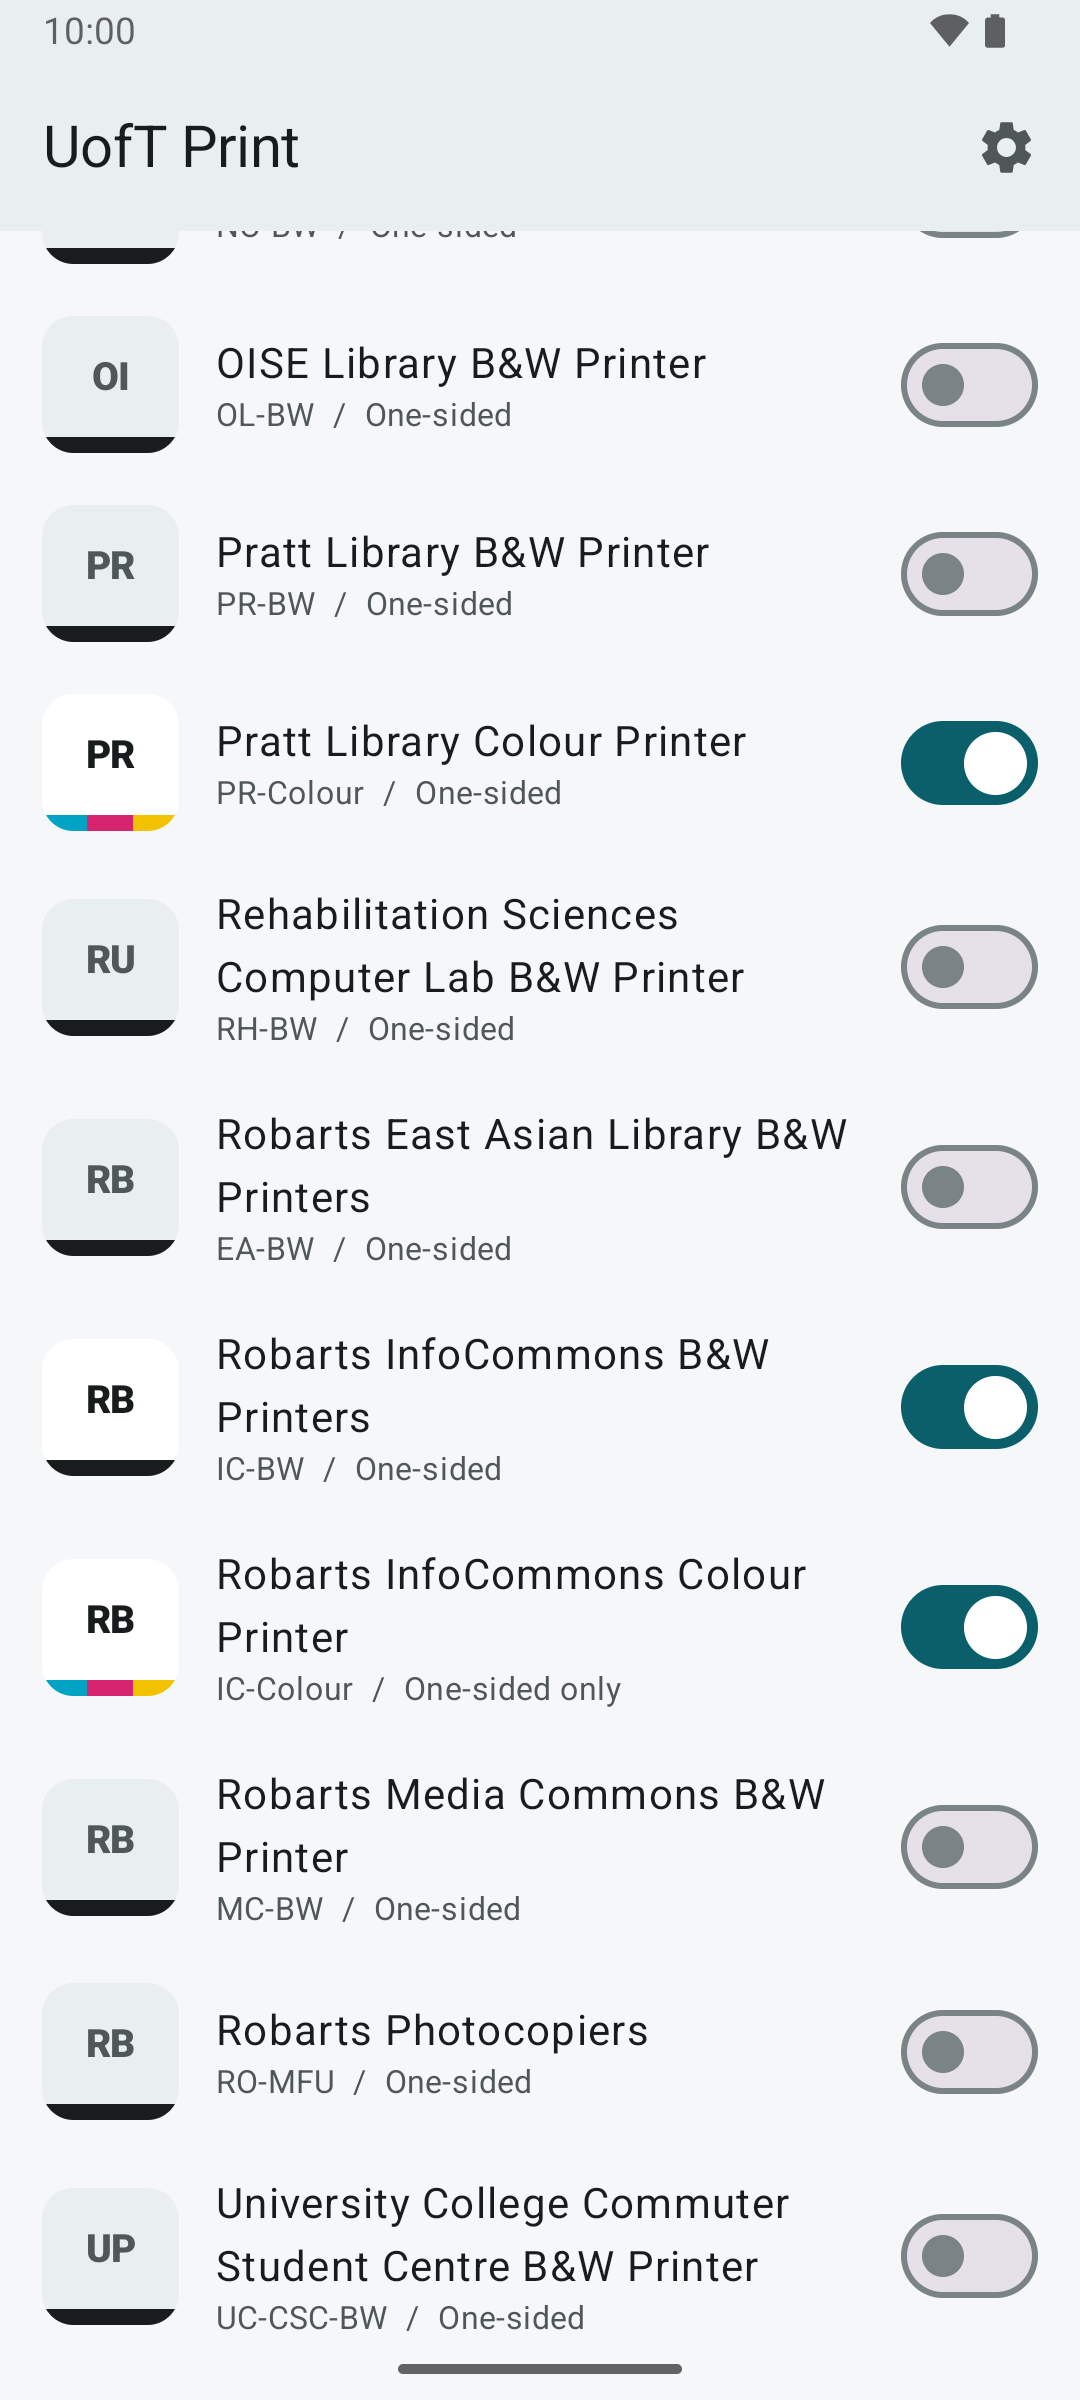 10:00
UofT Print
NC-BW / One-sided
OI
OISE Library B&W Printer
OL-BW / One-sided
PR
Pratt Library B&W Printer
PR-BW / One-sided
PR
Pratt Library Colour Printer
PR-Colour / One-sided
RU
Rehabilitation Sciences
Computer Lab B&W Printer
RH-BW / One-sided
RB
Robarts East Asian Library B&W
Printers
EA-BW / One-sided
RB
Robarts InfoCommons B&W
Printers
IC-BW / One-sided
RB
Robarts InfoCommons Colour
Printer
IC-Colour / One-sided only
RB
Robarts Media Commons B&W
Printer
MC-BW / One-sided
RB
Robarts Photocopiers
RO-MFU / One-sided
UP
University College Commuter
Student Centre B&W Printer
UC-CSC-BW / One-sided